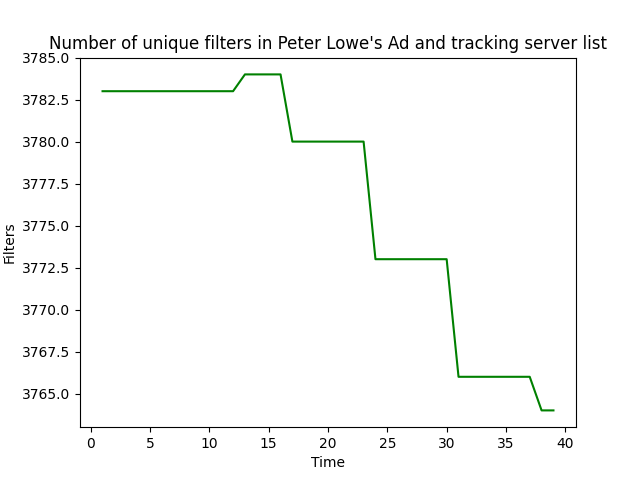 Number of unique filters in Peter Lowe's Ad and tracking server list
3785.0
3782.5
3780.0
3777.5
3775.0
3772.5
3770.0
3767.5
3765.0
Filters
0 5 10 15 20 25 30 35 40
Time